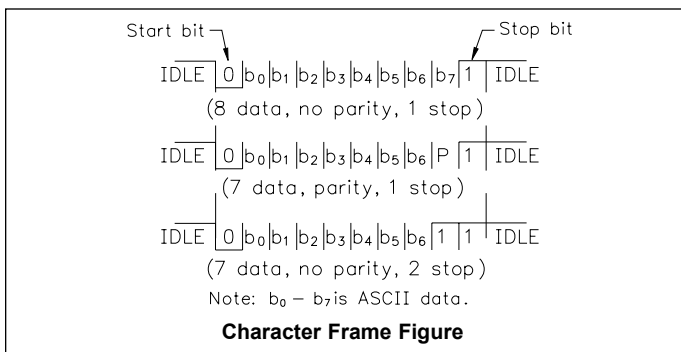 Start bit Stop bit
IDLE 0 b₀ b₁ b₂ b₃ b₄ b₅ b₆ b₇ 1 IDLE
(8 data, no parity, 1 stop)
IDLE 0 b₀ b₁ b₂ b₃ b₄ b₅ b₆ P 1 IDLE
(7 data, parity, 1 stop)
IDLE 0 b₀ b₁ b₂ b₃ b₄ b₅ b₆ 1 1 IDLE
(7 data, no parity, 2 stop)
Note: b₀ – b₇is ASCII data.
Character Frame Figure